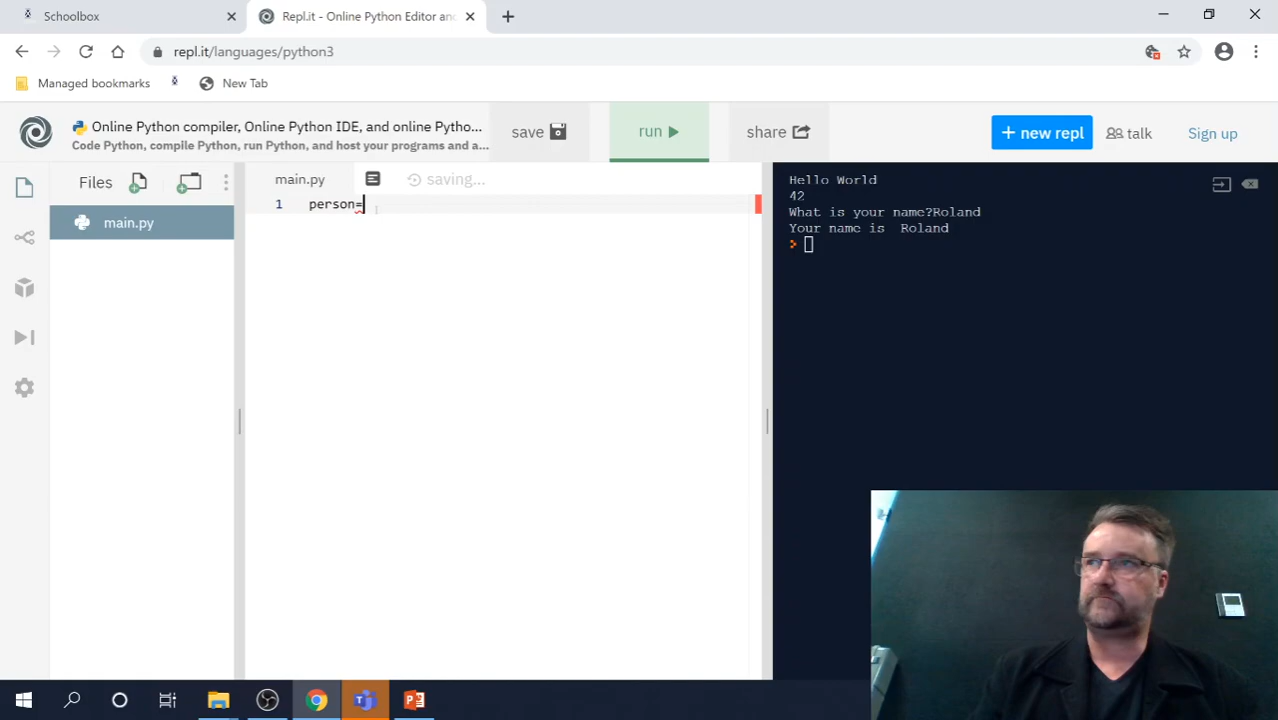 Schoolbox
Repl.it - Online Python Editor and
repl.it/languages/python3
Managed bookmarks
New Tab
Online Python compiler, Online Python IDE, and online Pytho...
Code Python, compile Python, run Python, and host your programs and a...
save
run
share
+ new repl
talk
Sign up
Files
main.py
saving...
main.py
1 person=
Hello World
42
What is your name?Roland
Your name is  Roland
>